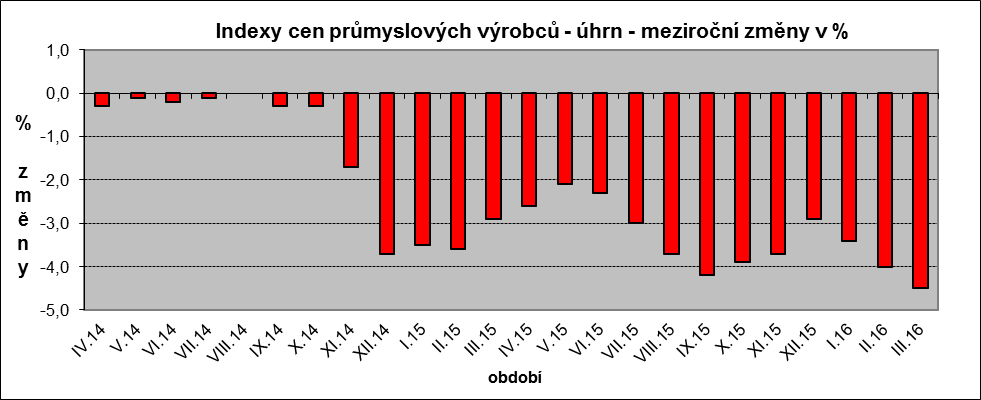 Indexy cen průmyslových výrobců - úhrn - meziroční změny v %
1,0
0,0
-1,0
-2,0
-3,0
-4,0
-5,0
% změny
IV.14
V.14
VI.14
VII.14
VIII.14
IX.14
X.14
XI.14
XII.14
I.15
II.15
III.15
IV.15
V.15
VI.15
VII.15
VIII.15
IX.15
X.15
XI.15
XII.15
I.16
II.16
III.16
období